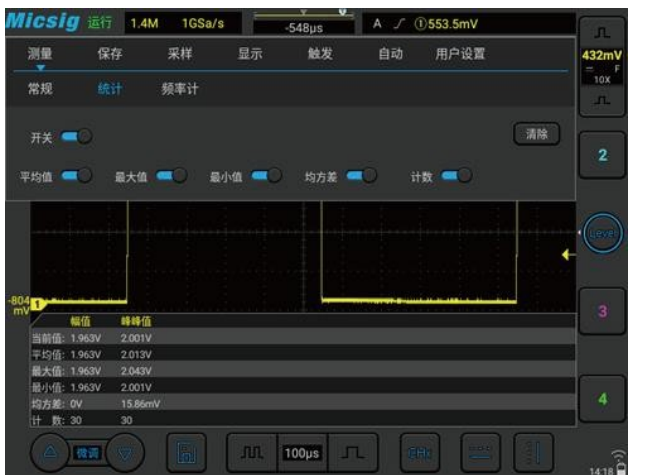 Micsig 运行 1.4M 1GSa/s -548μs A ①553.5mV
测量 保存 采样 显示 触发 自动 用户设置
432mV
F
10X
常规 统计 频率计
开关 清除
2
平均值 最大值 最小值 均方差 计数
Level
-804
mV
1
3
幅值 峰峰值
当前值: 1.963V 2.001V
平均值: 1.963V 2.013V
最大值: 1.963V 2.043V
最小值: 1.963V 2.001V
均方差: 0V 15.86mV
计 数: 30 30
4
微调 100μs
14:18